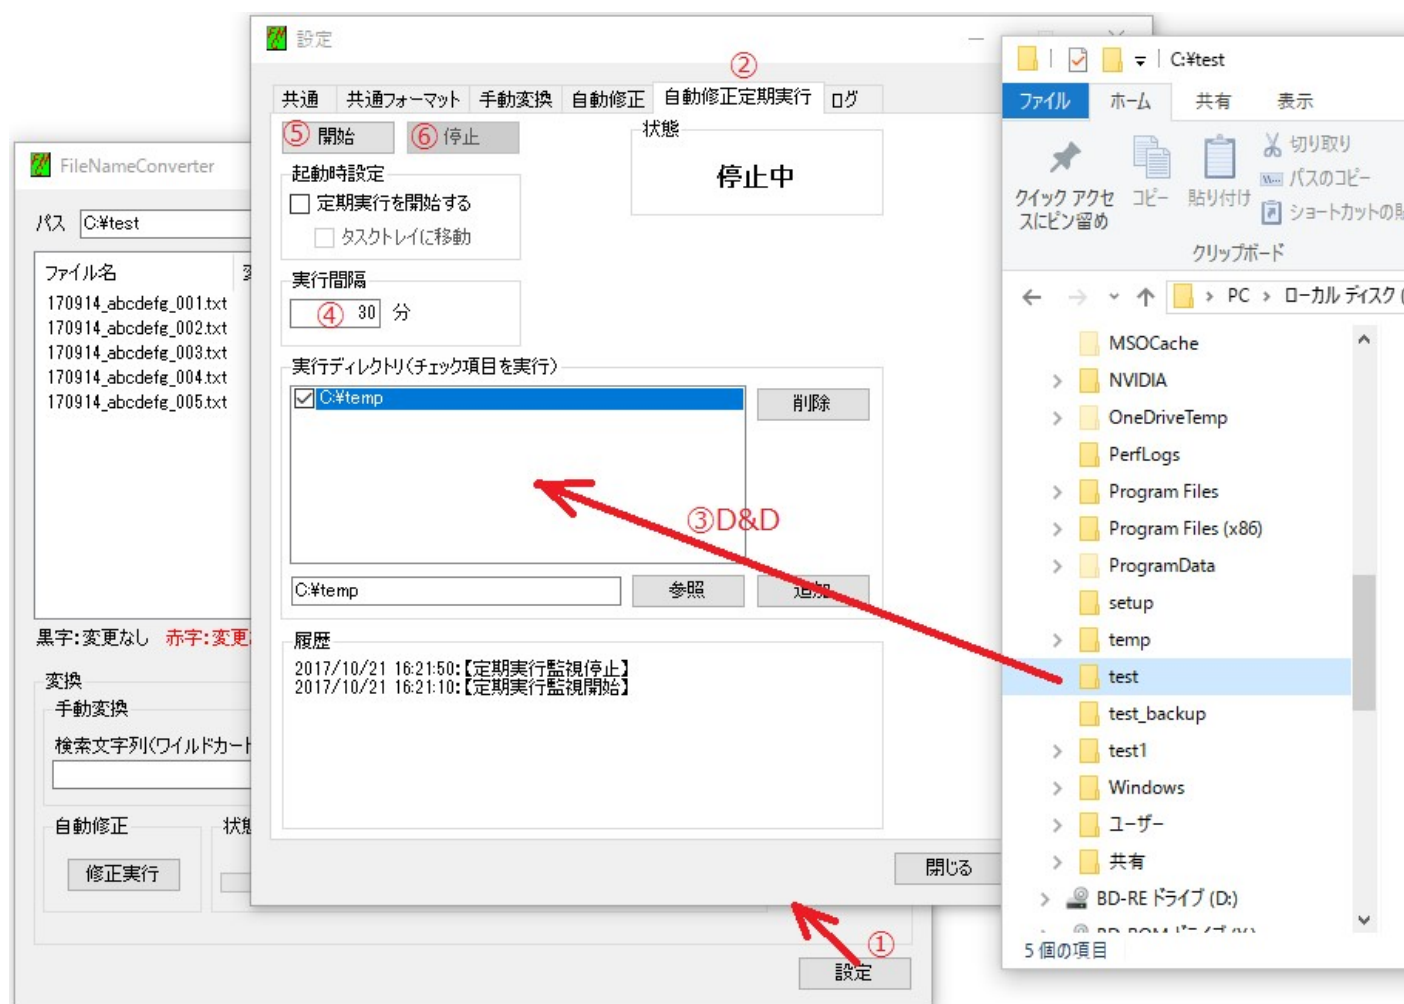 設定
②
共通 共通フォーマット 手動変換 自動修正 自動修正定期実行 ログ
⑤ 開始 ⑥ 停止
状態
停止中
起動時設定
定期実行を開始する
タスクトレイに移動
実行間隔
④ 30 分
実行ディレクトリ(チェック項目を実行)
C:¥temp
削除
③D&D
C:¥temp 参照 追加
履歴
2017/10/21 16:21:50:【定期実行監視停止】
2017/10/21 16:21:10:【定期実行監視開始】
閉じる
FileNameConverter
パス C:¥test
ファイル名
170914_abcdefg_001.txt
170914_abcdefg_002.txt
170914_abcdefg_003.txt
170914_abcdefg_004.txt
170914_abcdefg_005.txt
黒字:変更なし 赤字:変更
変換
手動変換
検索文字列(ワイルドカード
自動修正 状態
修正実行
①
設定
C:¥test
ファイル ホーム 共有 表示
クイック アクセ
スにピン留め
コピー 貼り付け
切り取り
パスのコピー
ショートカットの貼
クリップボード
PC ローカル ディスク (
MSOCache
NVIDIA
OneDriveTemp
PerfLogs
Program Files
Program Files (x86)
ProgramData
setup
temp
test
test_backup
test1
Windows
ユーザー
共有
BD-RE ドライブ (D:)
5 個の項目